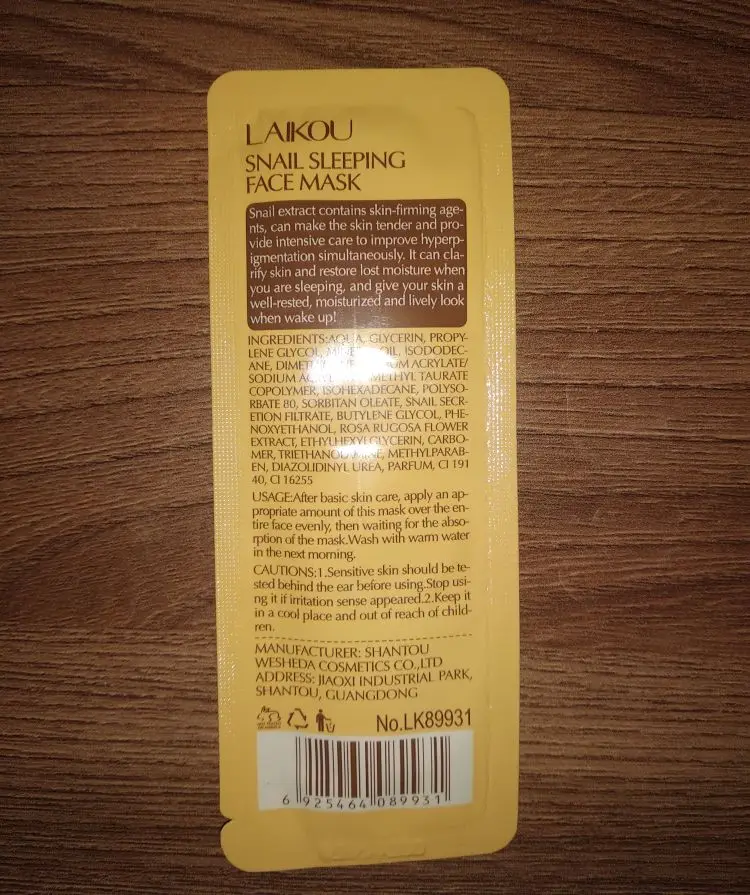 LAIKOU
SNAIL SLEEPING
FACE MASK
Snail extract contains skin-firming age-
nts, can make the skin tender and pro-
vide intensive care to improve hyperp-
igmentation simultaneously. It can cla-
rify skin and restore lost moisture when
you are sleeping, and give your skin a
well-rested, moisturized and lively look
when wake up!
INGREDIENTS:AQUA, GLYCERIN, PROPY-
LENE GLYCOL, OIL, ISODODEC-
ANE, ACRYLATE/
SODIUM TAURATE
COPOLYMER, ISOHEXADECANE, POLYSO-
RBATE 80, SORBITAN OLEATE, SNAIL SECR-
ETION FILTRATE, BUTYLENE GLYCOL, PHE-
NOXYETHANOL, ROSA RUGOSA FLOWER
EXTRACT, ETHYLHEXYLGLYCERIN, CARBO-
MER, TRIETHANOLAMINE, METHYLPARAB-
EN, DIAZOLIDINYL UREA, PARFUM, CI 191
40, CI 16255
USAGE:After basic skin care, apply an ap-
propriate amount of this mask over the en-
tire face evenly, then waiting for the abso-
rption of the mask.Wash with warm water
in the next morning.
CAUTIONS:1.Sensitive skin should be te-
sted behind the ear before using.Stop usi-
ng it if irritation sense appeared.2.Keep it
in a cool place and out of reach of child-
ren.
MANUFACTURER: SHANTOU
WESHEDA COSMETICS CO.,LTD
ADDRESS: JIAOXI INDUSTRIAL PARK,
SHANTOU, GUANGDONG
No.LK89931
6 925464 089931